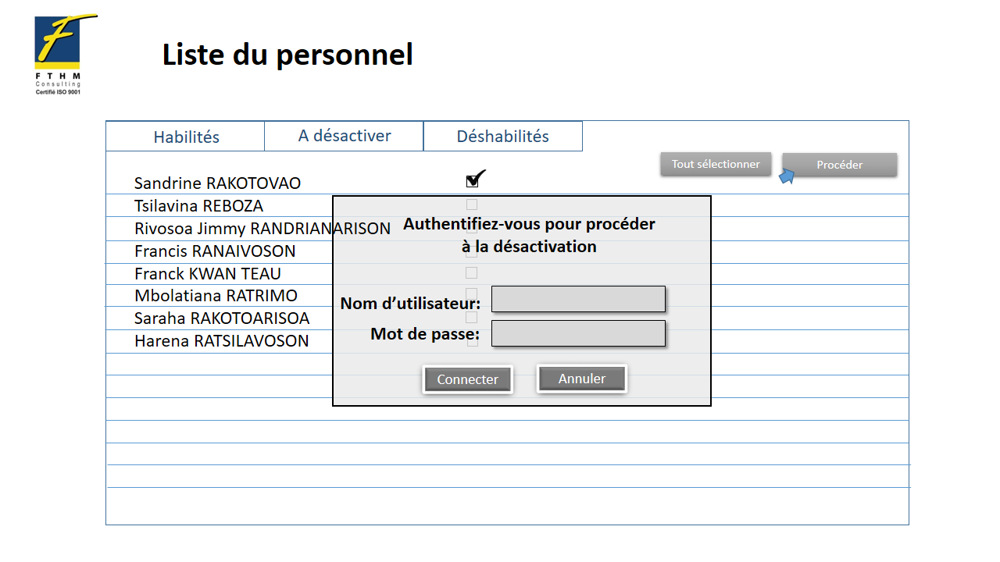 FTHM
Consulting
Certifié ISO 9001
Liste du personnel
Habilités
A désactiver
Déshabilités
Tout sélectionner
Procéder
Sandrine RAKOTOVAO
Tsilavina REBOZA
Rivosoa Jimmy RANDRIANARISON
Francis RANAIVOSON
Franck KWAN TEAU
Mbolatiana RATRIMO
Saraha RAKOTOARISOA
Harena RATSILAVOSON
Authentifiez-vous pour procéder
à la désactivation
Nom d’utilisateur:
Mot de passe:
Connecter
Annuler